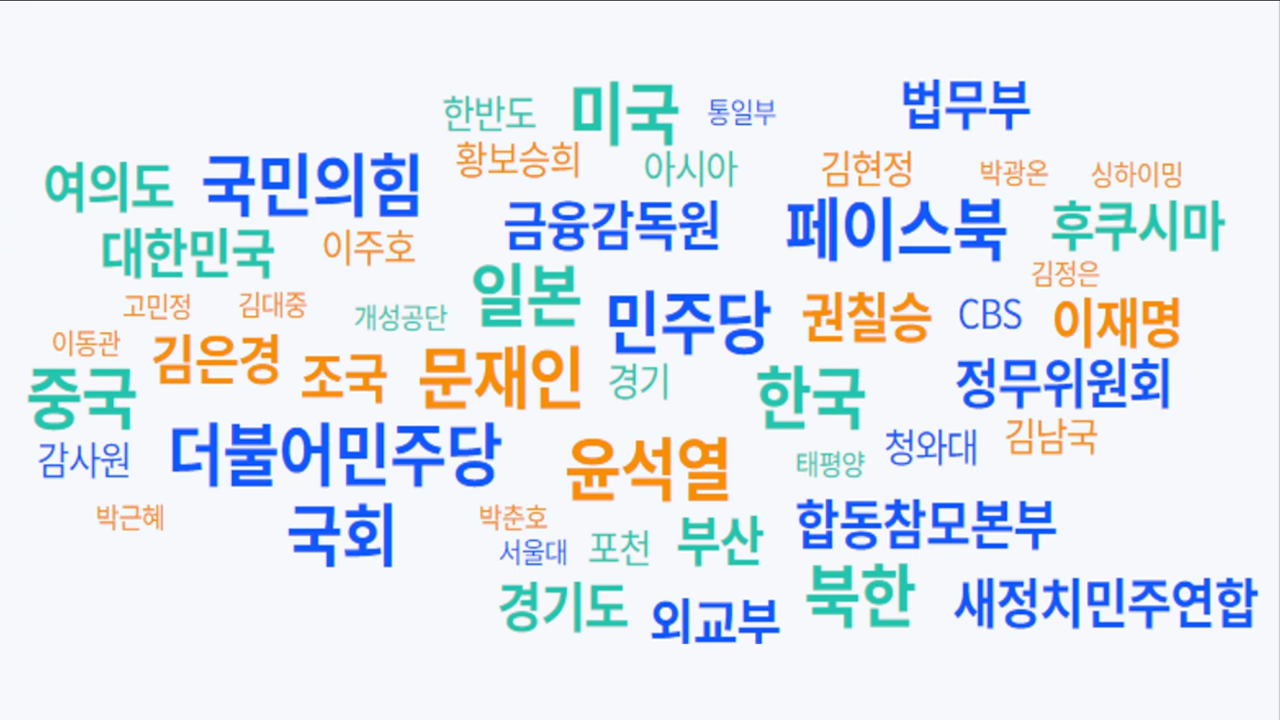 한반도 미국 통일부 법무부
황보승희 아시아 김현정 박광온 싱하이밍
여의도 국민의힘
금융감독원 페이스북 후쿠시마
대한민국 이주호
김정은
고민정 김대중 개성공단 일본 민주당 권칠승 CBS 이재명
이동관 김은경 조국 문재인 경기 한국 정무위원회
중국
감사원 더불어민주당 윤석열 태평양 청와대 김남국
박근혜 국회 박춘호 합동참모본부
서울대 포천 부산
경기도 외교부 북한 새정치민주연합